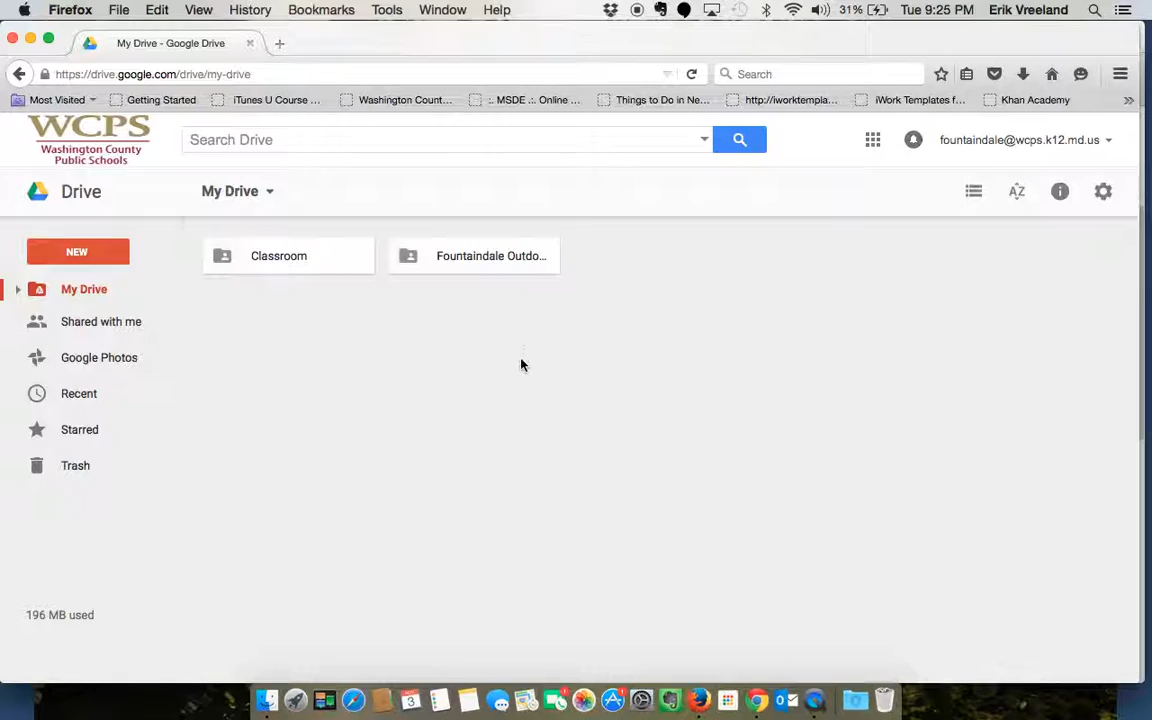 Firefox File Edit View History Bookmarks Tools Window Help 31% Tue 9:25 PM Erik Vreeland
My Drive - Google Drive
https://drive.google.com/drive/my-drive Search
Most Visited Getting Started iTunes U Course ... Washington Count... :. MSDE .: Online ... Things to Do in Ne... http://iworktempla... iWork Templates f... Khan Academy
WCPS
Washington County
Public Schools
Search Drive
fountaindale@wcps.k12.md.us
Drive My Drive
AZ
NEW
Classroom Fountaindale Outdo...
My Drive
Shared with me
Google Photos
Recent
Starred
Trash
196 MB used
3